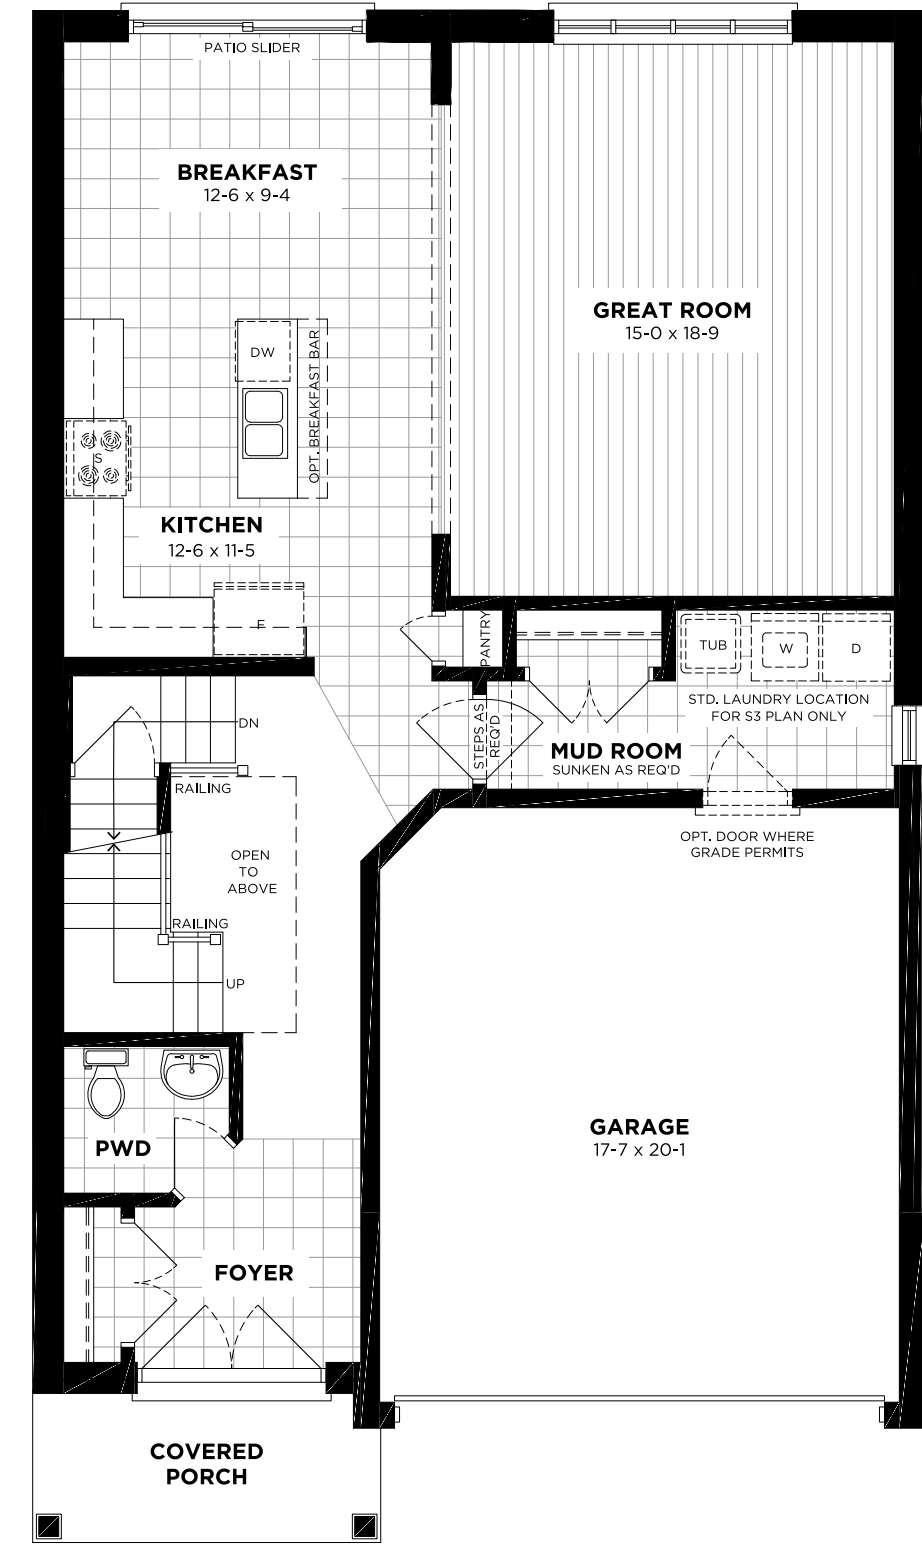 PATIO SLIDER
BREAKFAST
12-6 x 9-4
GREAT ROOM
15-0 x 18-9
DW
OPT. BREAKFAST BAR
S
KITCHEN
12-6 x 11-5
F
PANTRY
TUB
W
D
STD. LAUNDRY LOCATION
FOR S3 PLAN ONLY
DN
STEPS AS
REQ'D
MUD ROOM
SUNKEN AS REQ'D
RAILING
OPT. DOOR WHERE
GRADE PERMITS
OPEN
TO
ABOVE
RAILING
UP
PWD
GARAGE
17-7 x 20-1
FOYER
COVERED
PORCH